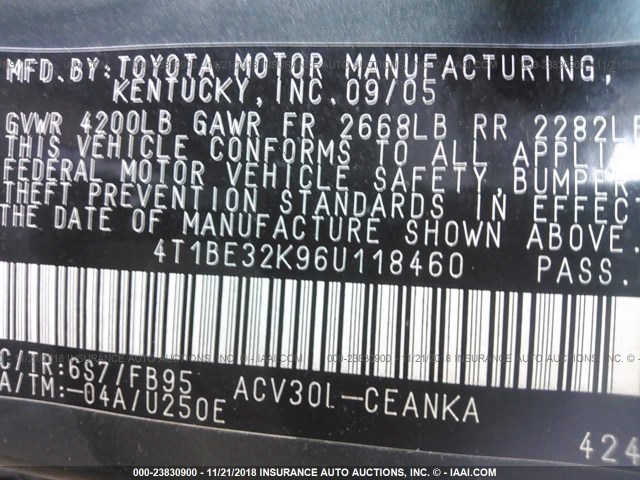 MFD. BY: TOYOTA MOTOR MANUFACTURING,
KENTUCKY, INC. 09/05
GVWR 4200LB GAWR FR 2668LB RR 2282LB
THIS VEHICLE CONFORMS TO ALL APPLIC
FEDERAL MOTOR VEHICLE SAFETY, BUMPER
THEFT PREVENTION STANDARDS IN EFFECT
THE DATE OF MANUFACTURE SHOWN ABOVE.
4T1BE32K96U118460 PASS.
C/TR:6S7/FB95
A/TM:-04A/U250E
ACV30L-CEANKA
424
000-23830900 - 11/21/2018 INSURANCE AUTO AUCTIONS, INC. - © - IAAI.COM